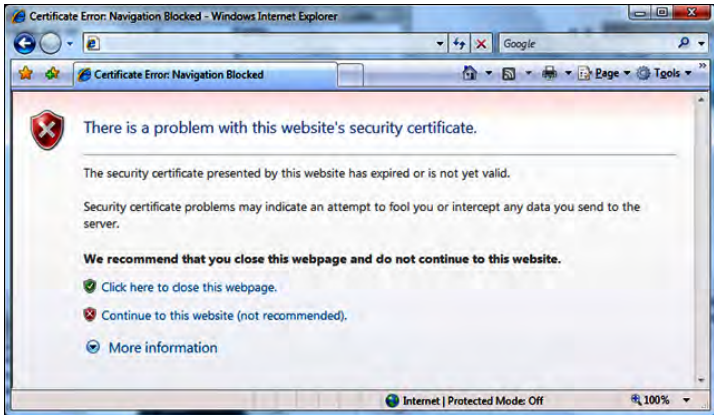 Certificate Error: Navigation Blocked - Windows Internet Explorer
Google
Certificate Error: Navigation Blocked
Page
Tools
There is a problem with this website's security certificate.
The security certificate presented by this website has expired or is not yet valid.
Security certificate problems may indicate an attempt to fool you or intercept any data you send to the
server.
We recommend that you close this webpage and do not continue to this website.
Click here to close this webpage.
Continue to this website (not recommended).
More information
Internet | Protected Mode: Off
100%